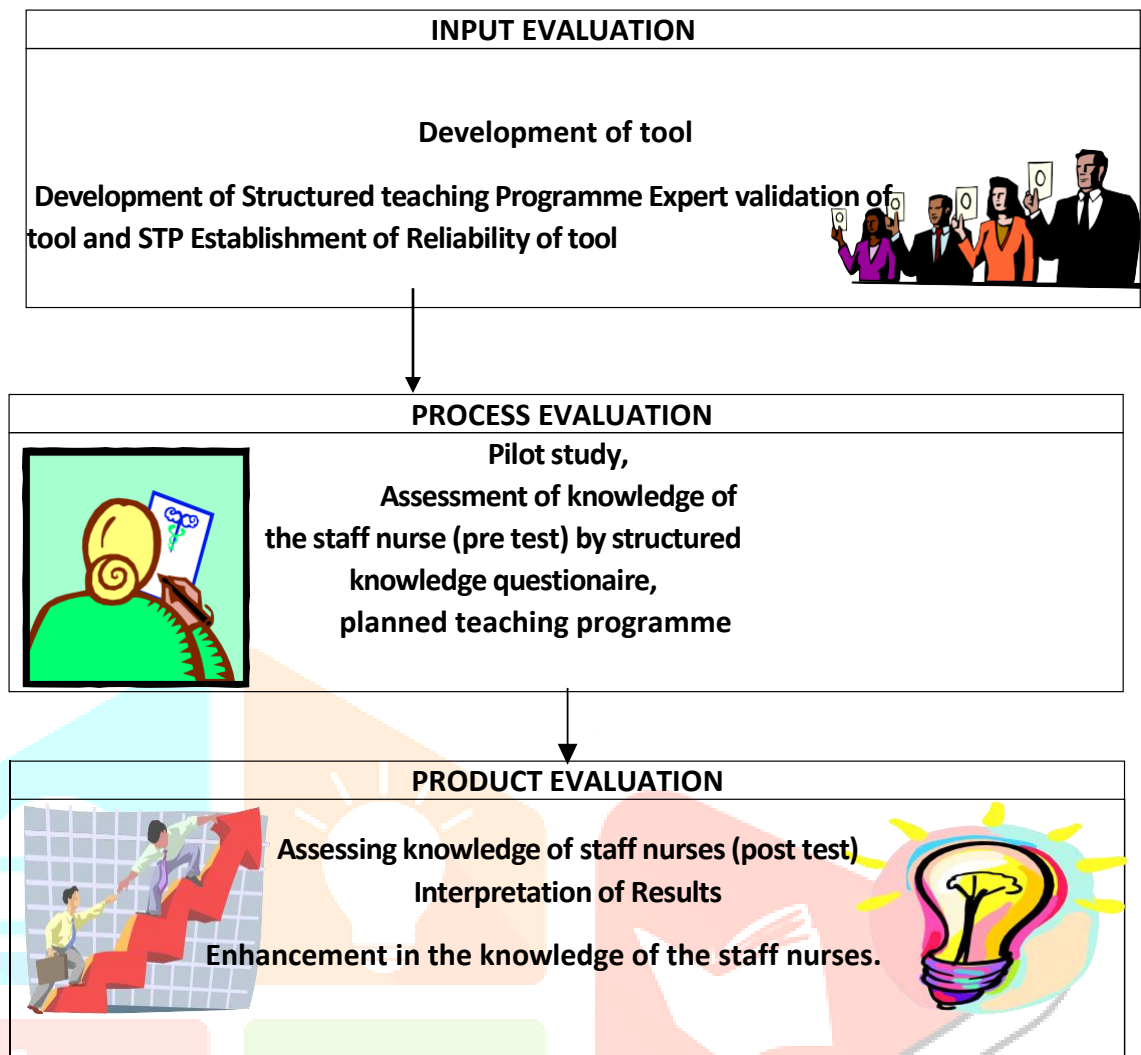 INPUT EVALUATION
Development of tool
Development of Structured teaching Programme Expert validation of
tool and STP Establishment of Reliability of tool
PROCESS EVALUATION
Pilot study,
Assessment of knowledge of
the staff nurse (pre test) by structured
knowledge questionaire,
planned teaching programme
PRODUCT EVALUATION
Assessing knowledge of staff nurses (post test)
Interpretation of Results
Enhancement in the knowledge of the staff nurses.